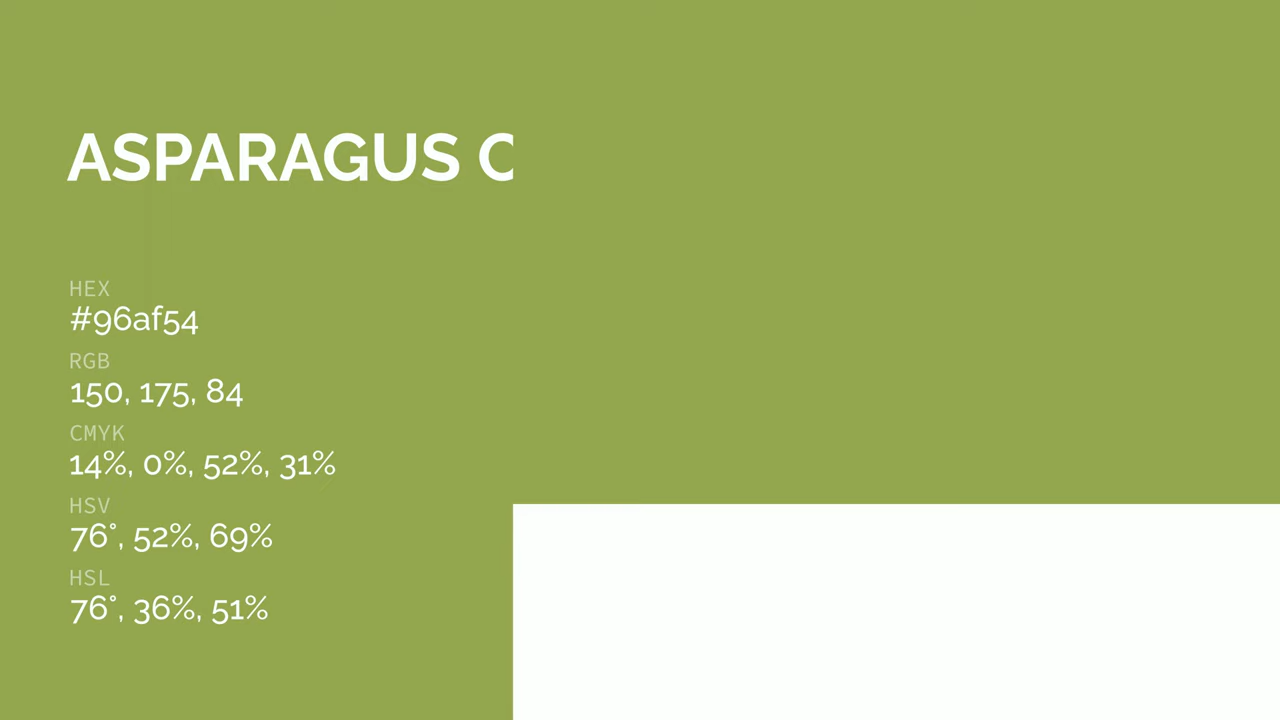 ASPARAGUS C
HEX
#96af54
RGB
150, 175, 84
CMYK
14%, 0%, 52%, 31%
HSV
76°, 52%, 69%
HSL
76°, 36%, 51%